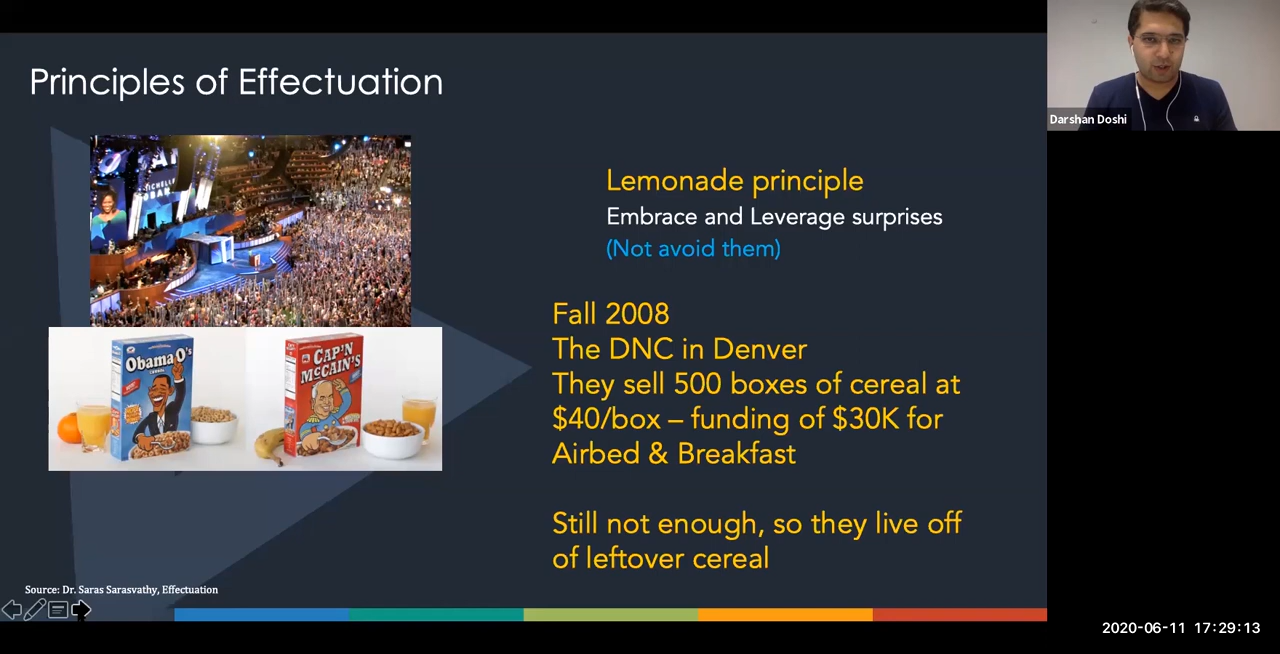 Principles of Effectuation
Darshan Doshi
MICHELLE
Lemonade principle
Embrace and Leverage surprises
(Not avoid them)
Fall 2008
The DNC in Denver
They sell 500 boxes of cereal at
$40/box – funding of $30K for
Airbed & Breakfast
Still not enough, so they live off
of leftover cereal
Obama O's
CEREAL
CAP'N
McCAIN'S
Source: Dr. Saras Sarasvathy, Effectuation
2020-06-11 17:29:13